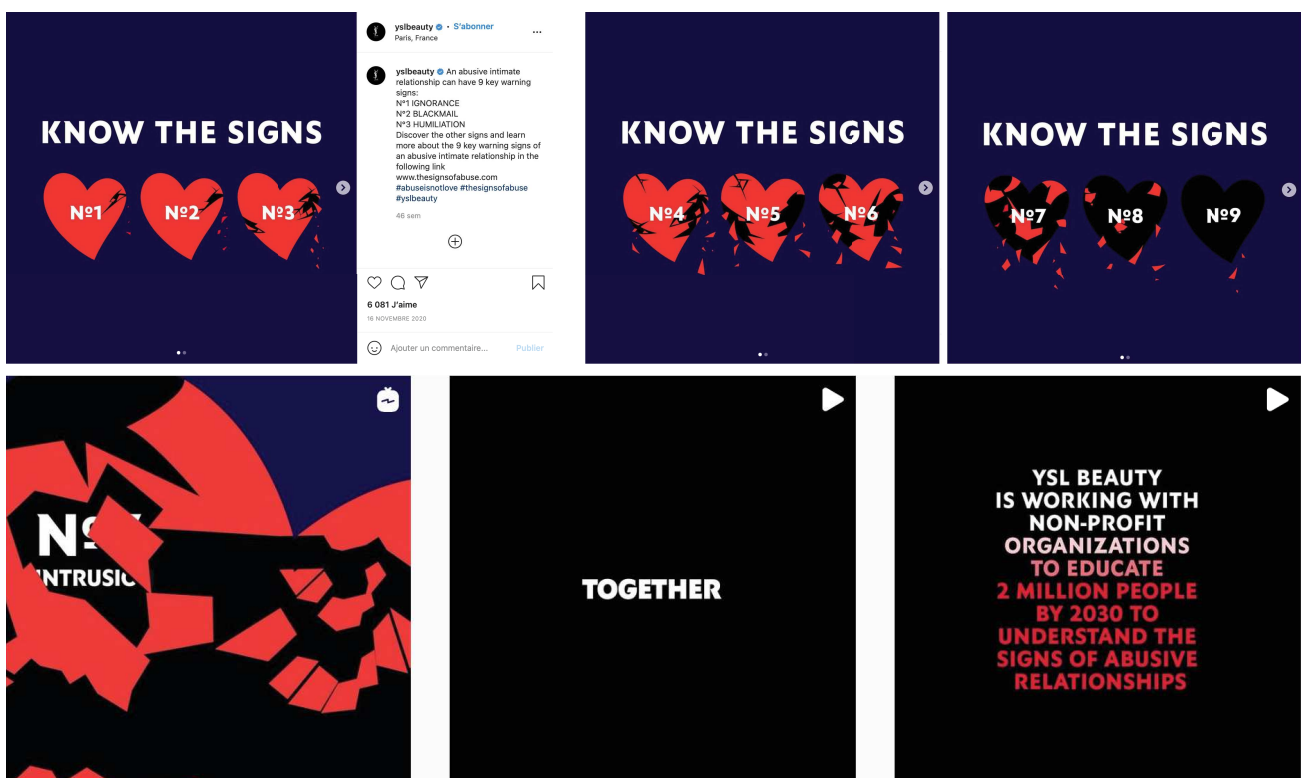 KNOW THE SIGNS
Nº1
Nº2
Nº3
yslbeauty • S'abonner
Paris, France
...
yslbeauty An abusive intimate
relationship can have 9 key warning
signs:
N°1 IGNORANCE
N°2 BLACKMAIL
N°3 HUMILIATION
Discover the other signs and learn
more about the 9 key warning signs of
an abusive intimate relationship in the
following link
www.thesignsofabuse.com
#abuseisnotlove #thesignsofabuse
#yslbeauty
46 sem
6 081 J'aime
16 NOVEMBRE 2020
Ajouter un commentaire... Publier
KNOW THE SIGNS
Nº4
Nº5
Nº6
KNOW THE SIGNS
Nº7
Nº8
Nº9
Nº
INTRUSIO
TOGETHER
YSL BEAUTY
IS WORKING WITH
NON-PROFIT
ORGANIZATIONS
TO EDUCATE
2 MILLION PEOPLE
BY 2030 TO
UNDERSTAND THE
SIGNS OF ABUSIVE
RELATIONSHIPS